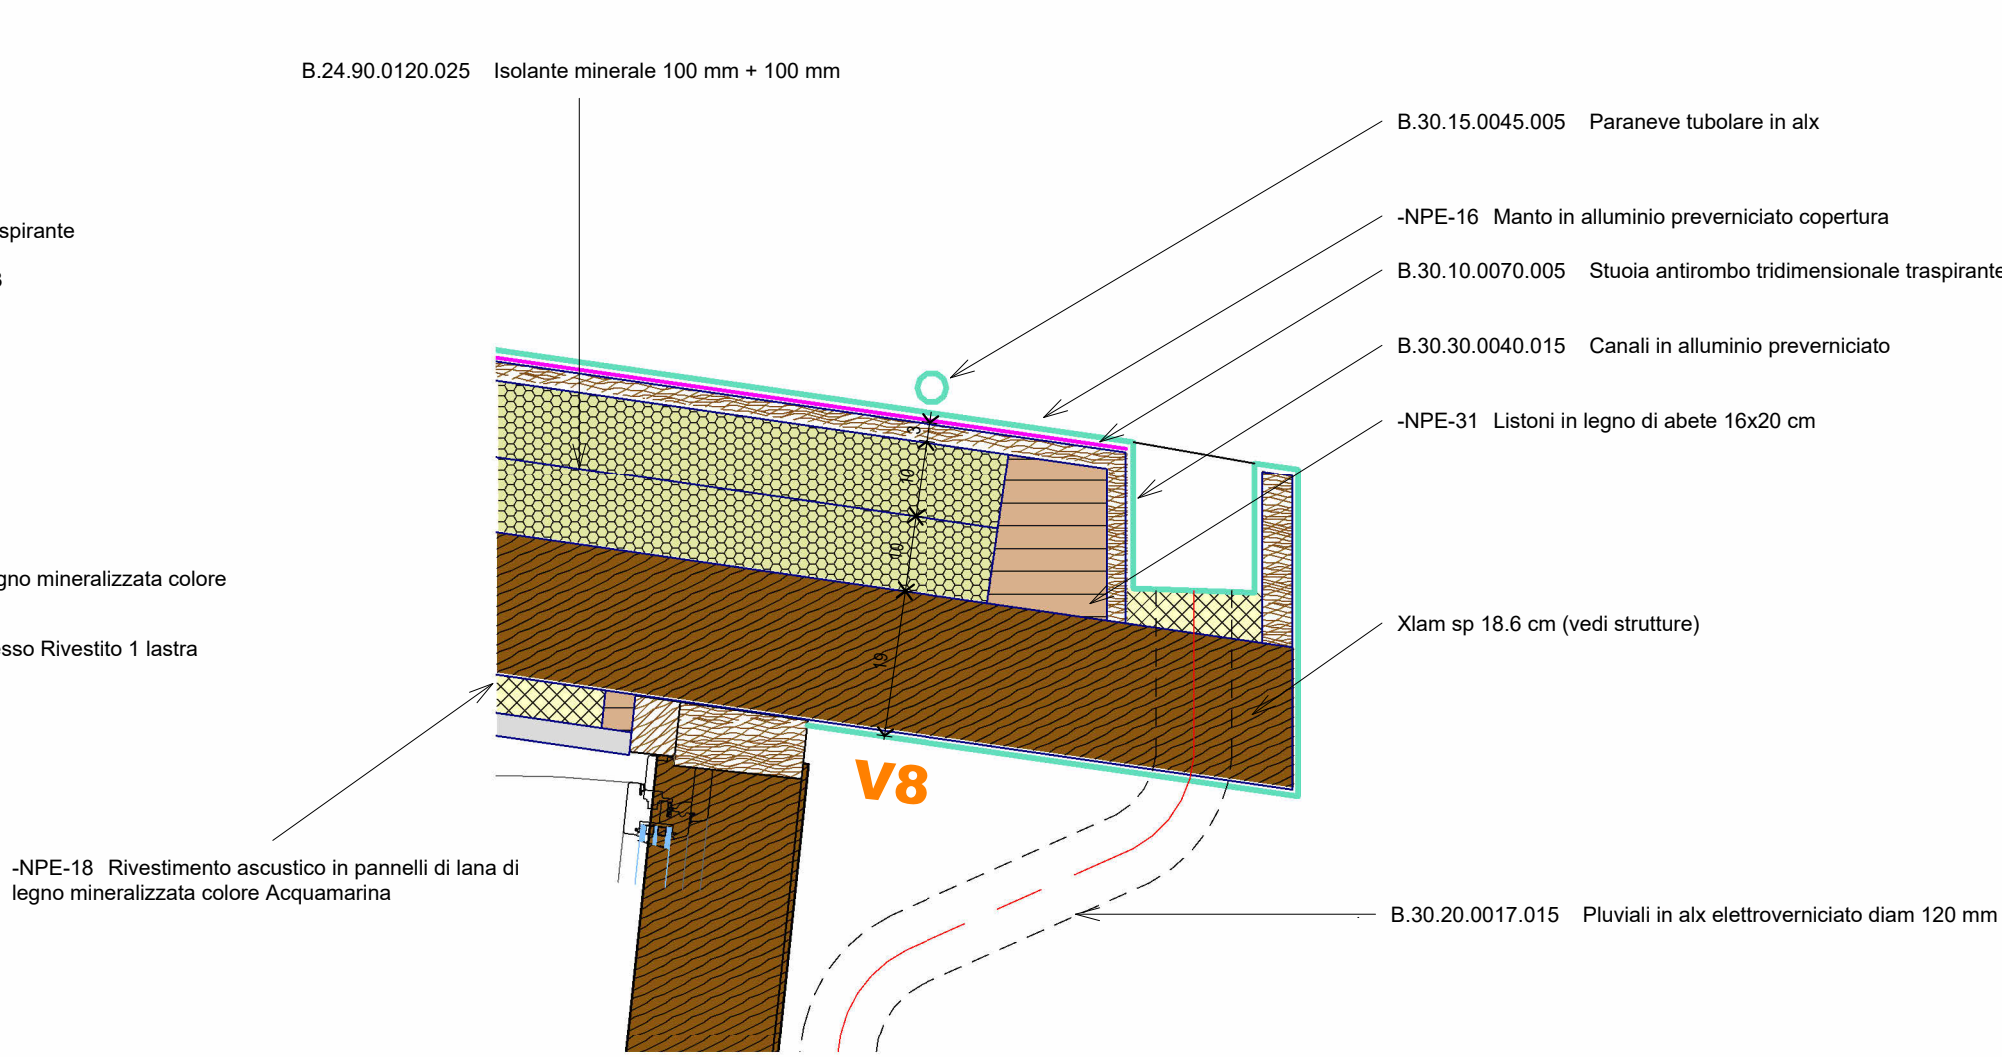 B.24.90.0120.025 Isolante minerale 100 mm + 100 mm
B.30.15.0045.005 Paraneve tubolare in alx
-NPE-16 Manto in alluminio preverniciato copertura
spirante
B.30.10.0070.005 Stuoia antirombo tridimensionale traspirante
B.30.30.0040.015 Canali in alluminio preverniciato
-NPE-31 Listoni in legno di abete 16x20 cm
3
10
10
19
gno mineralizzata colore
Xlam sp 18.6 cm (vedi strutture)
sso Rivestito 1 lastra
V8
-NPE-18 Rivestimento ascustico in pannelli di lana di
legno mineralizzata colore Acquamarina
B.30.20.0017.015 Pluviali in alx elettroverniciato diam 120 mm